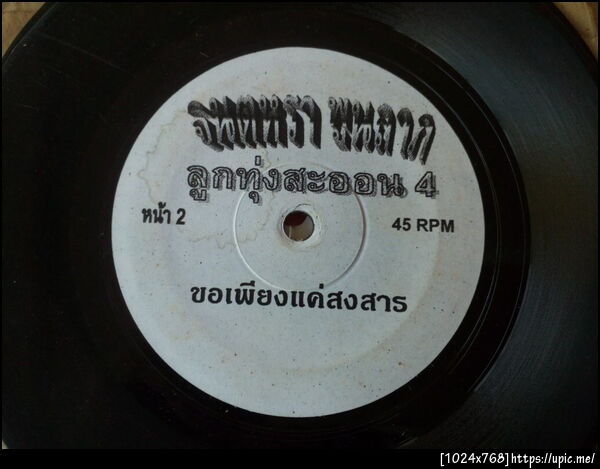 จินตหรา พูนลาภ
ลูกทุ่งสะออน 4
หน้า 2
45 RPM
ขอเพียงแค่สงสาร
[1024x768]https://upic.me/